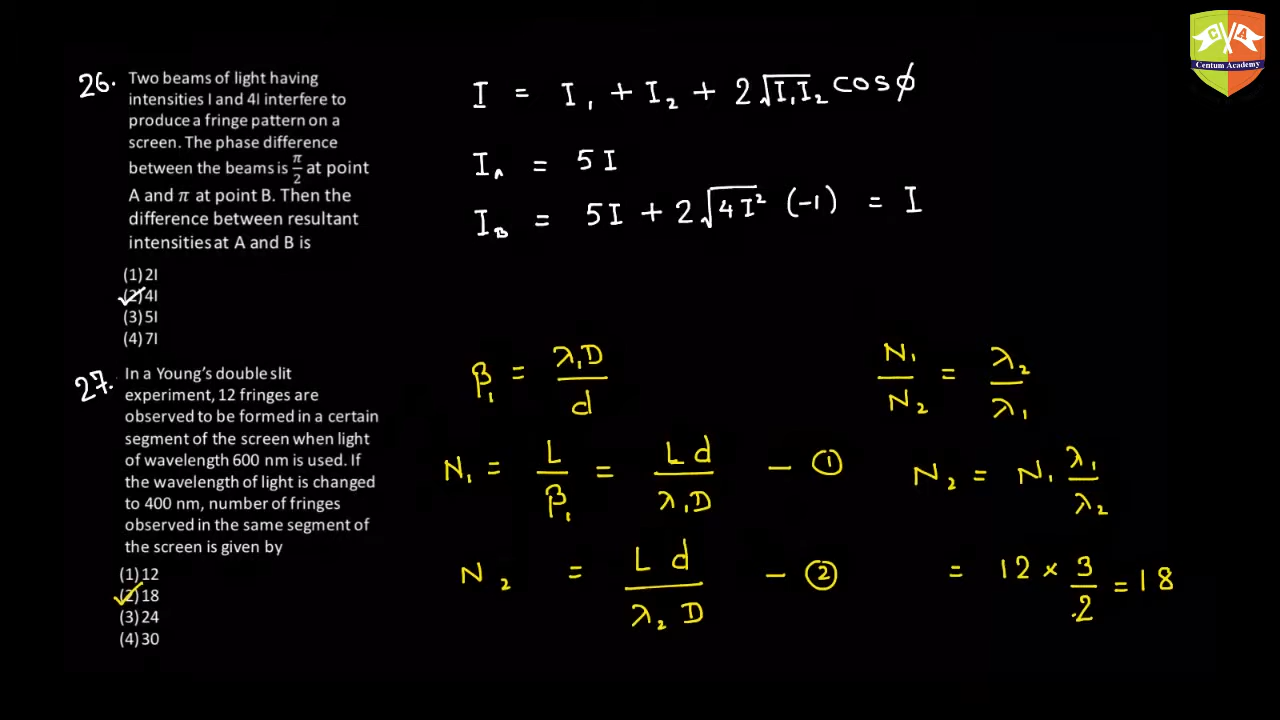 C A
Centum Academy
26. Two beams of light having
intensities I and 4I interfere to
produce a fringe pattern on a
screen. The phase difference
between the beams is π/2 at point
A and π at point B. Then the
difference between resultant
intensities at A and B is
(1) 2I
(2) 4I
(3) 5I
(4) 7I
I = I₁ + I₂ + 2√I₁I₂ cosϕ
I_A = 5I
I_B = 5I + 2√4I² (-1) = I
27. In a Young's double slit
experiment, 12 fringes are
observed to be formed in a certain
segment of the screen when light
of wavelength 600 nm is used. If
the wavelength of light is changed
to 400 nm, number of fringes
observed in the same segment of
the screen is given by
(1) 12
(2) 18
(3) 24
(4) 30
β₁ = λ₁D/d
N₁ = L/β₁ = Ld/λ₁D - ①
N₂ = Ld/λ₂D - ②
N₁/N₂ = λ₂/λ₁
N₂ = N₁ λ₁/λ₂
= 12 × 3/2 = 18